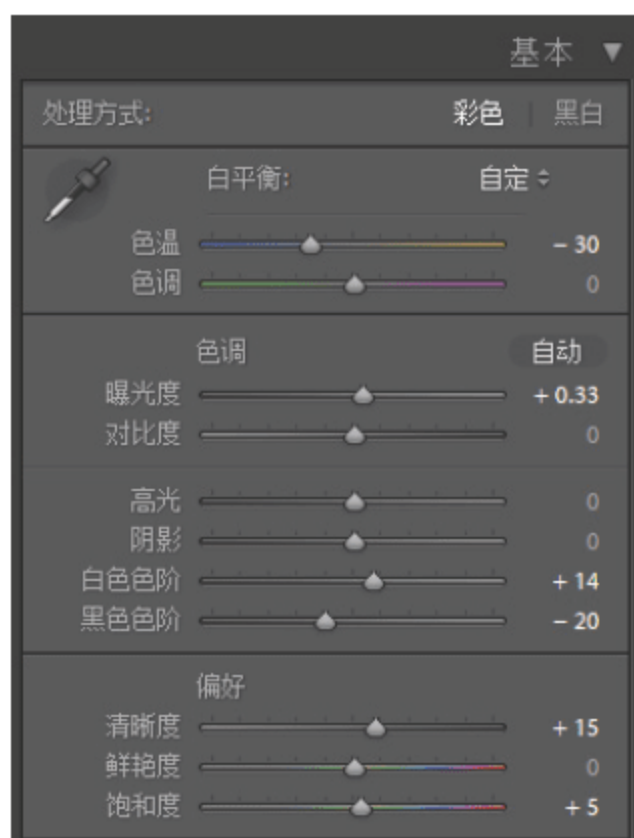 基本 ▼
处理方式: 彩色 | 黑白
白平衡: 自定
色温 － 30
色调 0
色调 自动
曝光度 + 0.33
对比度 0
高光 0
阴影 0
白色色阶 + 14
黑色色阶 － 20
偏好
清晰度 + 15
鲜艳度 0
饱和度 + 5